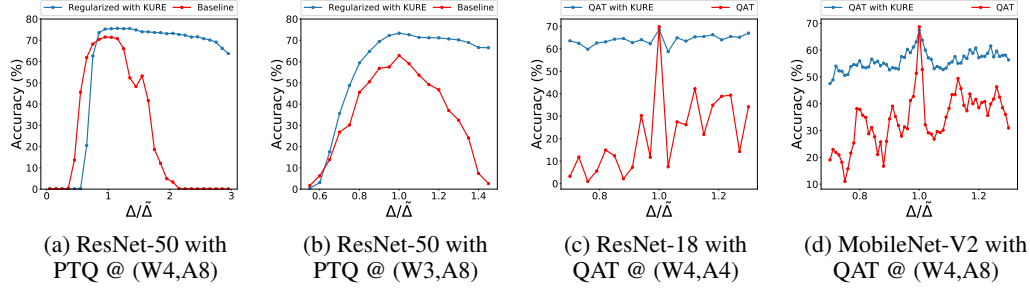 Regularized with KURE Baseline
80
70
60
50
40
30
20
10
0
Accuracy (%)
0 1 2 3
Δ/Δ̃
(a) ResNet-50 with
PTQ @ (W4,A8)
Regularized with KURE Baseline
80
70
60
50
40
30
20
10
0
Accuracy (%)
0.6 0.8 1.0 1.2 1.4
Δ/Δ̃
(b) ResNet-50 with
PTQ @ (W3,A8)
QAT with KURE QAT
70
60
50
40
30
20
10
0
Accuracy (%)
0.8 1.0 1.2
Δ/Δ̃
(c) ResNet-18 with
QAT @ (W4,A4)
QAT with KURE QAT
70
60
50
40
30
20
10
Accuracy (%)
0.8 1.0 1.2
Δ/Δ̃
(d) MobileNet-V2 with
QAT @ (W4,A8)